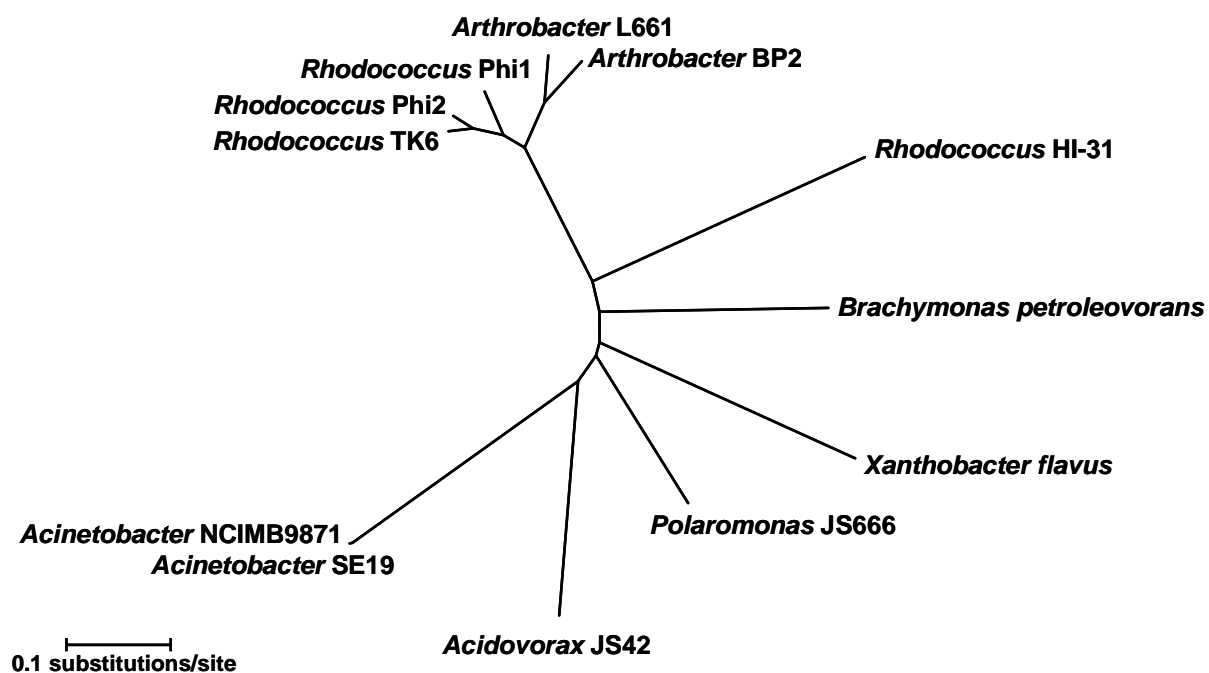 Arthrobacter L661
Arthrobacter BP2
Rhodococcus Phi1
Rhodococcus Phi2
Rhodococcus TK6
Rhodococcus HI-31
Brachymonas petroleovorans
Xanthobacter flavus
Polaromonas JS666
Acinetobacter NCIMB9871
Acinetobacter SE19
Acidovorax JS42
0.1 substitutions/site